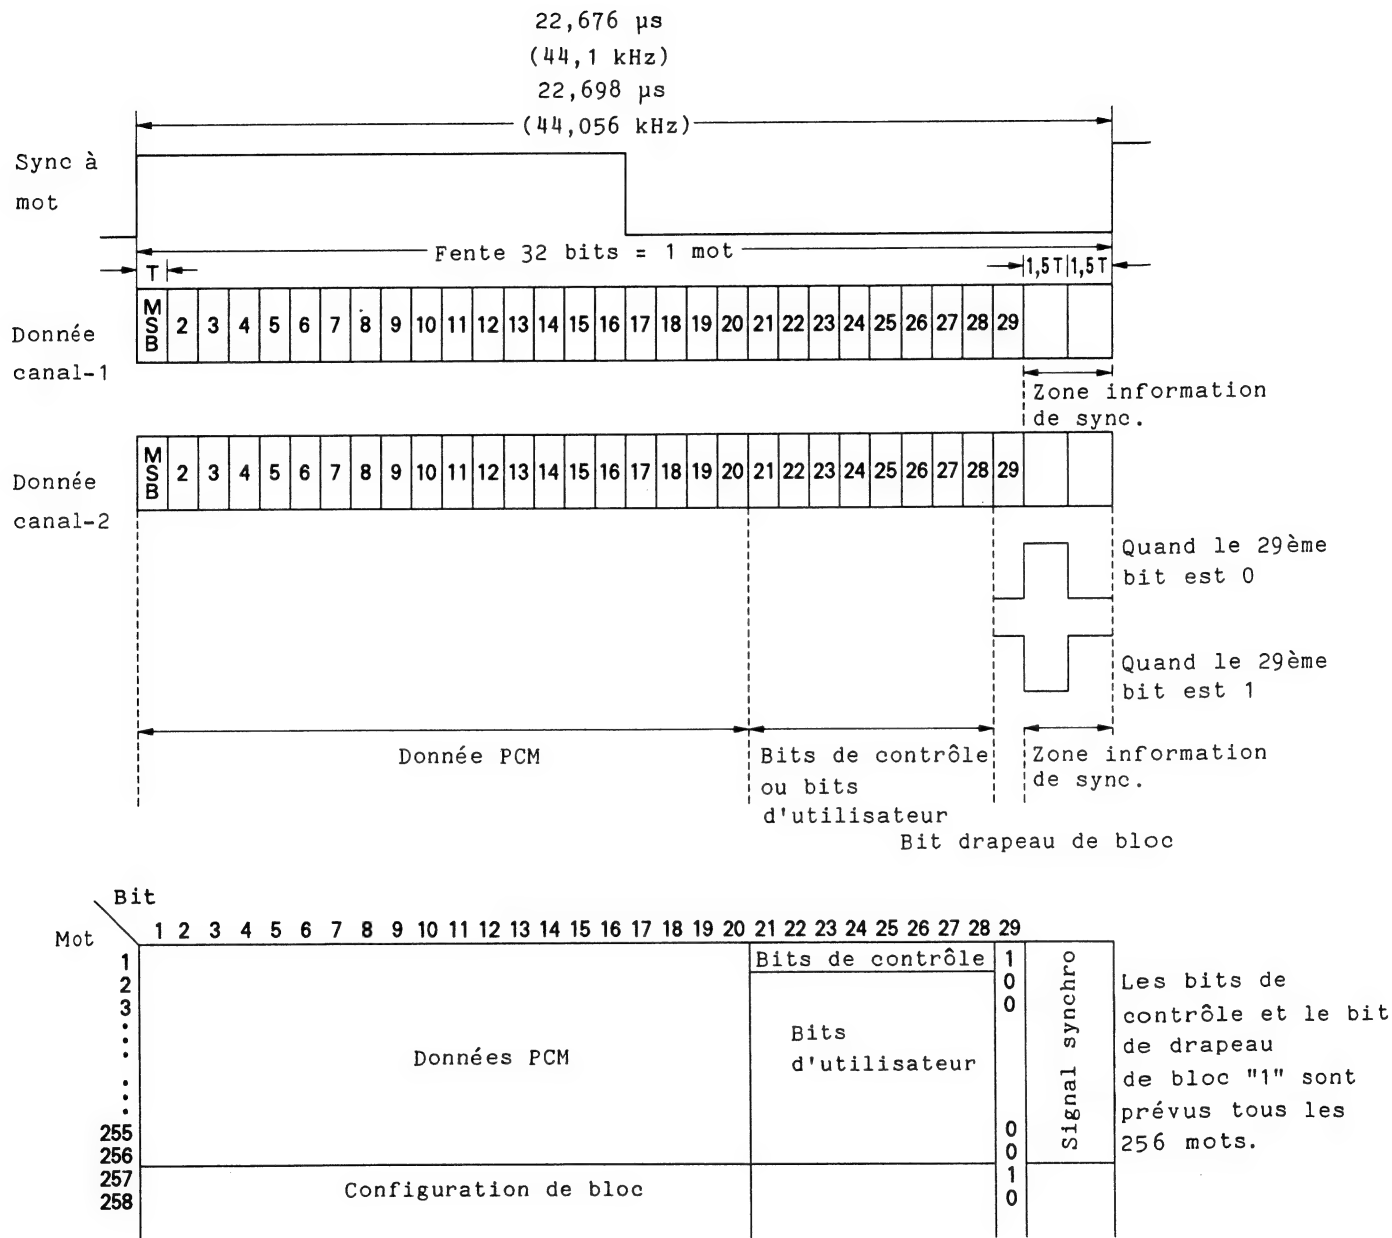 22,676 µs
(44,1 kHz)
22,698 µs
(44,056 kHz)
Sync à
mot
Fente 32 bits = 1 mot
T 1,5T 1,5T
Donnée
canal-1
MSB 2 3 4 5 6 7 8 9 10 11 12 13 14 15 16 17 18 19 20 21 22 23 24 25 26 27 28 29
Zone information
de sync.
Donnée
canal-2
MSB 2 3 4 5 6 7 8 9 10 11 12 13 14 15 16 17 18 19 20 21 22 23 24 25 26 27 28 29
Quand le 29ème
bit est 0
Quand le 29ème
bit est 1
Donnée PCM
Bits de contrôle
ou bits
d'utilisateur
Zone information
de sync.
Bit drapeau de bloc
Bit
Mot
1 2 3 4 5 6 7 8 9 10 11 12 13 14 15 16 17 18 19 20 21 22 23 24 25 26 27 28 29
1 Bits de contrôle 1
2 0
3 0
Données PCM
Bits
d'utilisateur
Signal synchro
255 0
256 0
257 1
258 0
Configuration de bloc
Les bits de
contrôle et le bit
de drapeau
de bloc "1" sont
prévus tous les
256 mots.